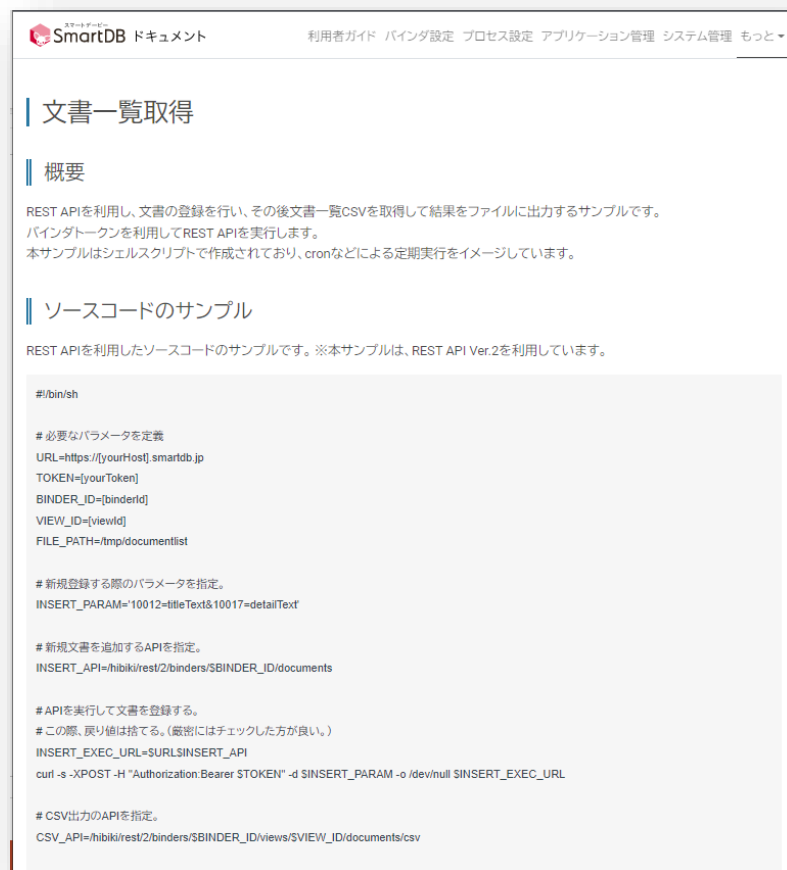 スマートデービー
SmartDB ドキュメント
利用者ガイド バインダ設定 プロセス設定 アプリケーション管理 システム管理 もっと
文書一覧取得
概要
REST APIを利用し、文書の登録を行い、その後文書一覧CSVを取得して結果をファイルに出力するサンプルです。
バインダトークンを利用してREST APIを実行します。
本サンプルはシェルスクリプトで作成されており、cronなどによる定期実行をイメージしています。
ソースコードのサンプル
REST APIを利用したソースコードのサンプルです。※本サンプルは、REST API Ver.2を利用しています。
#!/bin/sh
# 必要なパラメータを定義
URL=https://[yourHost].smartdb.jp
TOKEN=[yourToken]
BINDER_ID=[binderId]
VIEW_ID=[viewId]
FILE_PATH=/tmp/documentlist
# 新規登録する際のパラメータを指定。
INSERT_PARAM='10012=titleText&10017=detailText'
# 新規文書を追加するAPIを指定。
INSERT_API=/hibiki/rest/2/binders/$BINDER_ID/documents
# APIを実行して文書を登録する。
# この際、戻り値は捨てる。(厳密にはチェックした方が良い。)
INSERT_EXEC_URL=$URL$INSERT_API
curl -s -XPOST -H "Authorization:Bearer $TOKEN" -d $INSERT_PARAM -o /dev/null $INSERT_EXEC_URL
# CSV出力のAPIを指定。
CSV_API=/hibiki/rest/2/binders/$BINDER_ID/views/$VIEW_ID/documents/csv